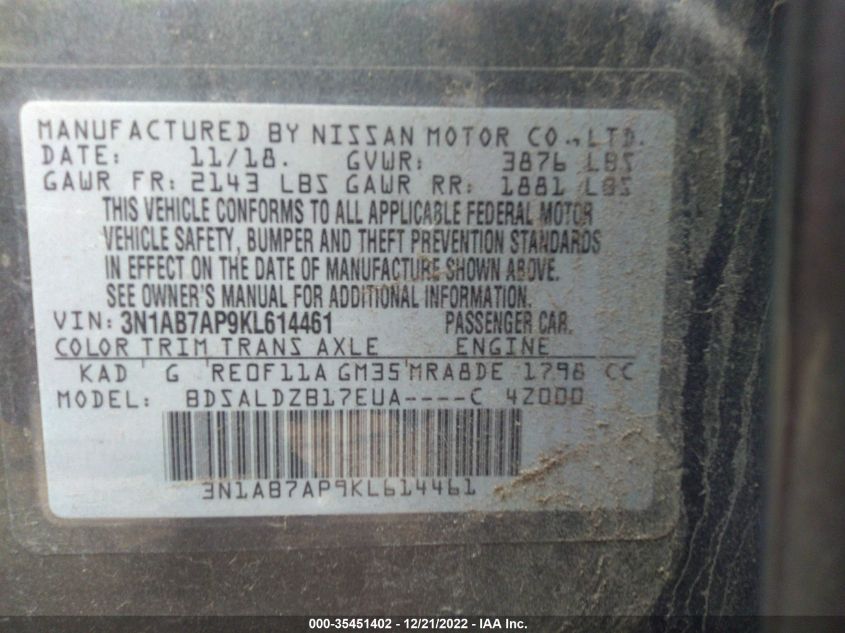 MANUFACTURED BY NISSAN MOTOR CO.,LTD.
DATE: 11/18. GVWR: 3876 LBS
GAWR FR: 2143 LBS GAWR RR: 1881 LBS
THIS VEHICLE CONFORMS TO ALL APPLICABLE FEDERAL MOTOR
VEHICLE SAFETY, BUMPER AND THEFT PREVENTION STANDARDS
IN EFFECT ON THE DATE OF MANUFACTURE SHOWN ABOVE.
SEE OWNER'S MANUAL FOR ADDITIONAL INFORMATION.
VIN: 3N1AB7AP9KL614461 PASSENGER CAR.
COLOR TRIM TRANS AXLE ENGINE
KAD G RE0F11A GM35 MRA8DE 1798 CC
MODEL: BDSALDZB17EUA----C 4Z000
3N1AB7AP9KL614461
000-35451402 - 12/21/2022 - IAA Inc.